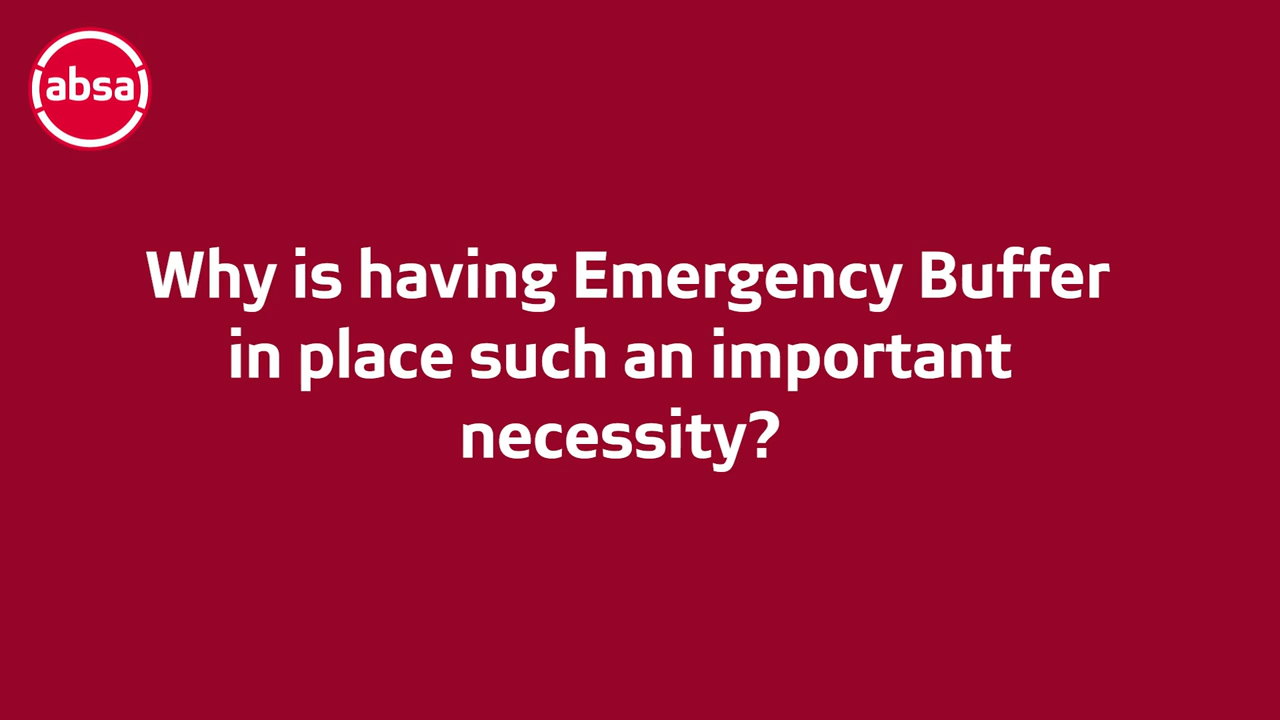 absa
Why is having Emergency Buffer
in place such an important
necessity?